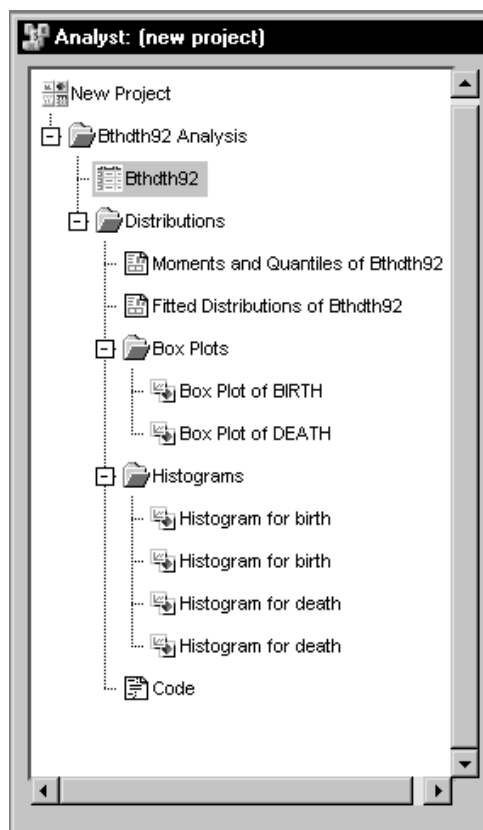 Analyst: (new project)
New Project
Bthdth92 Analysis
Bthdth92
Distributions
Moments and Quantiles of Bthdth92
Fitted Distributions of Bthdth92
Box Plots
Box Plot of BIRTH
Box Plot of DEATH
Histograms
Histogram for birth
Histogram for birth
Histogram for death
Histogram for death
Code